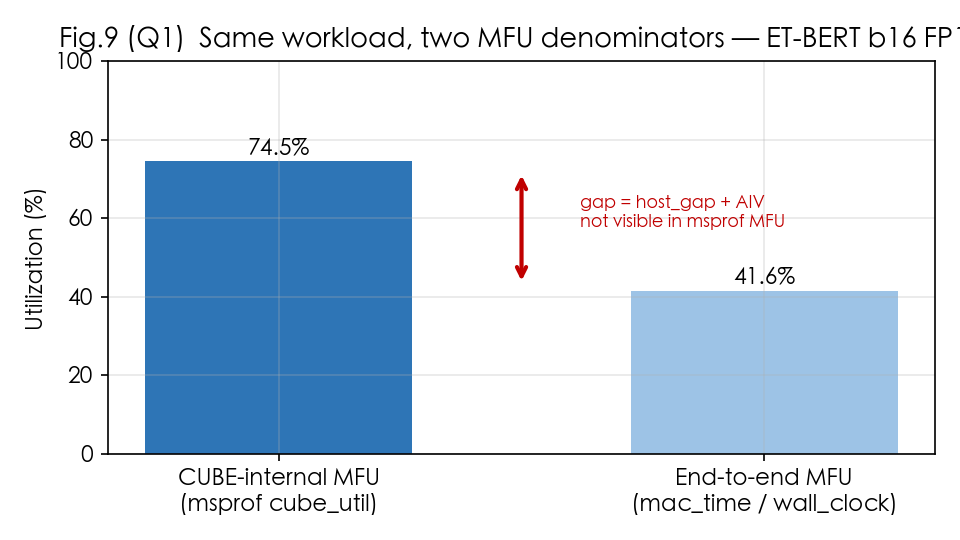 Fig.9 (Q1) Same workload, two MFU denominators — ET-BERT b16 FP1
100
80
60
40
20
0
Utilization (%)
74.5%
gap = host_gap + AIV
not visible in msprof MFU
41.6%
CUBE-internal MFU
(msprof cube_util)
End-to-end MFU
(mac_time / wall_clock)